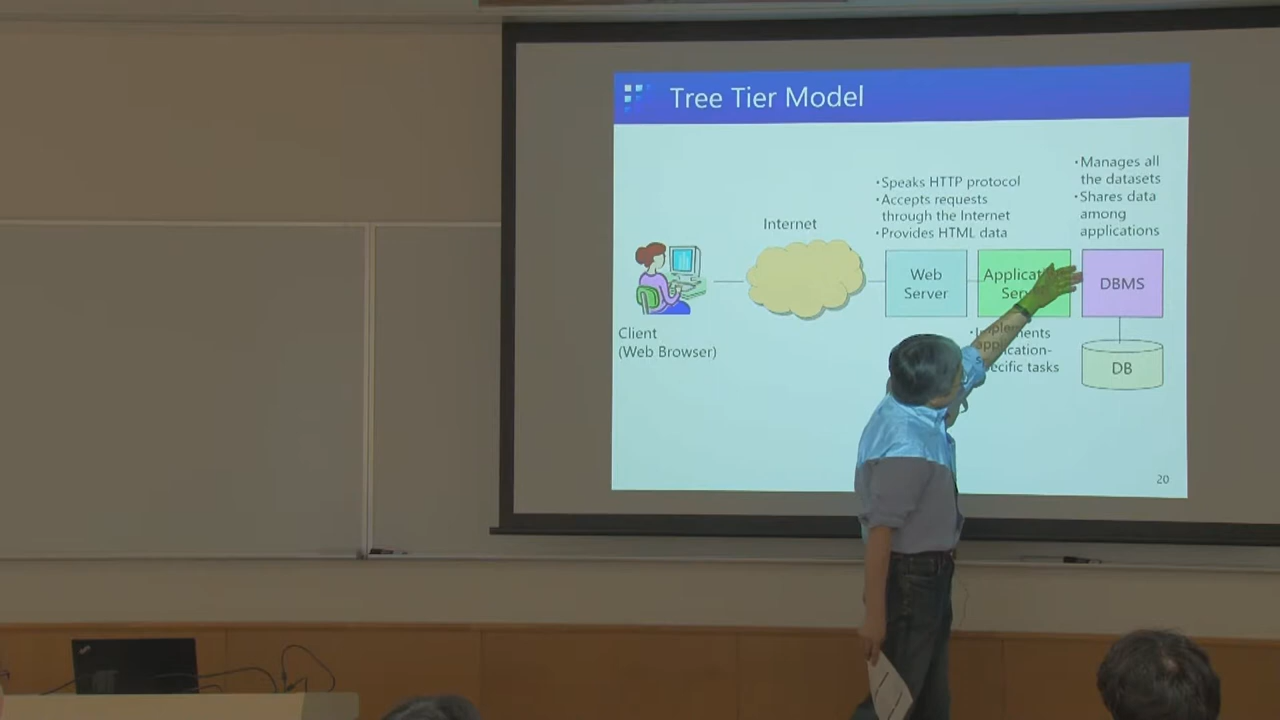 Tree Tier Model
・Manages all
the datasets
・Shares data
among
applications
・Speaks HTTP protocol
・Accepts requests
through the Internet
・Provides HTML data
Internet
Web
Server
DBMS
Client
(Web Browser)
DB
20